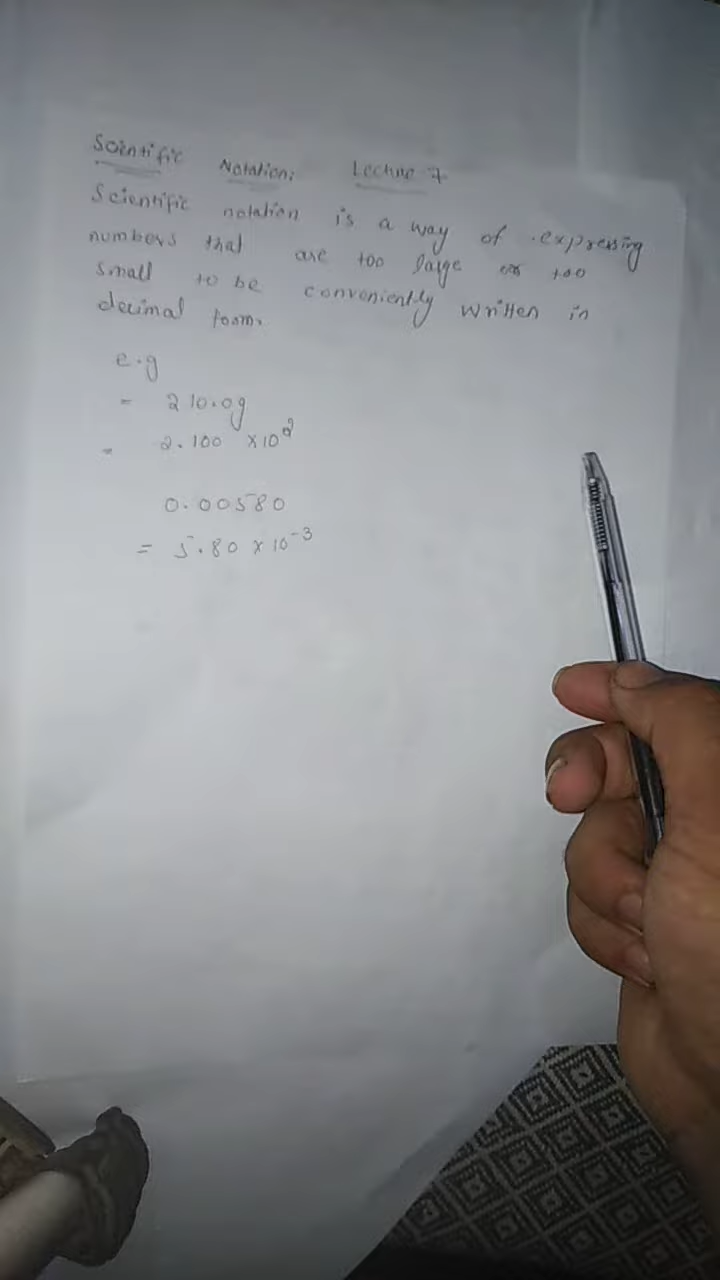 Scientific Notation: Lecture 7
Scientific notation is a way of expressing
numbers that are too large or too
small to be conveniently written in
decimal form.
e.g
= 210.0g
= 2.100 ×10²
0.00580
= 5.80 × 10⁻³